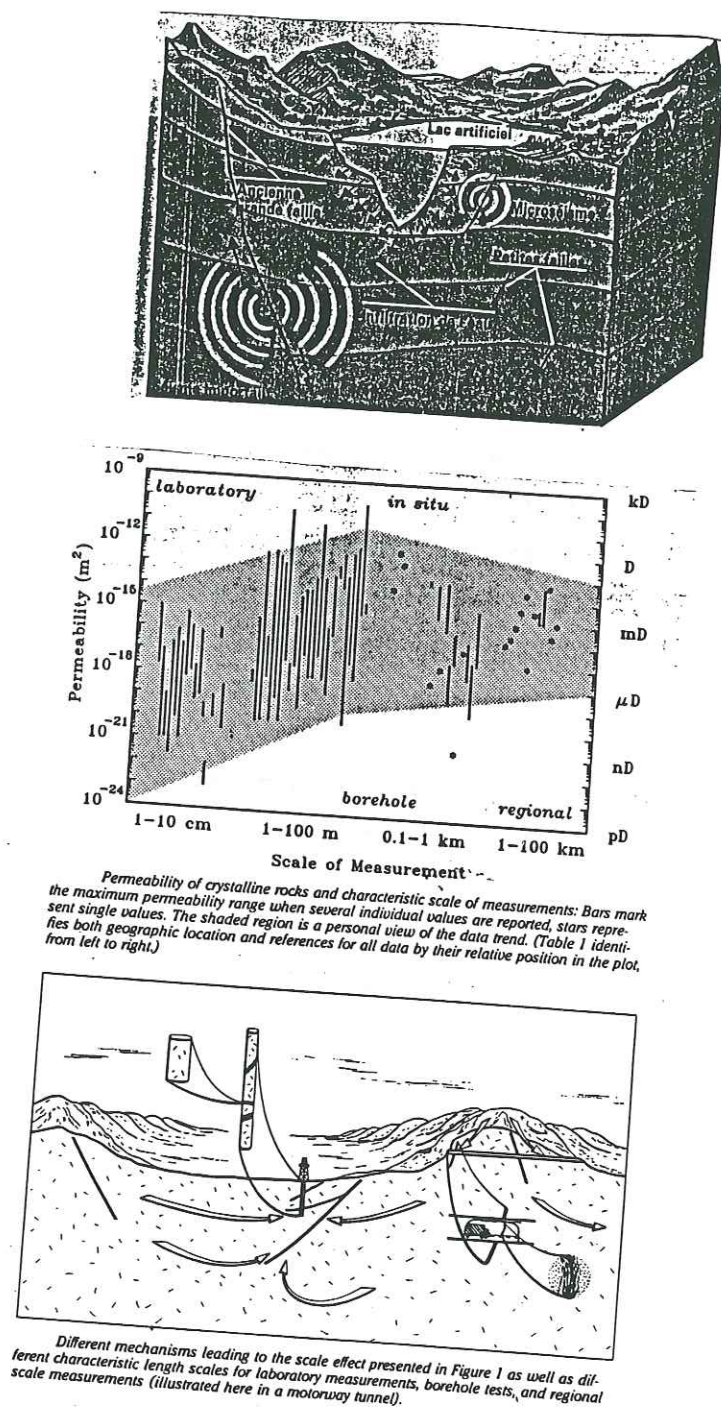 Lac artificiel
Ancienne
grande faille
Microséisme
Petites failles
Infiltration de l'eau
10-9
10-12
10-15
10-18
10-21
10-24
Permeability (m2)
laboratory
in situ
borehole
regional
kD
D
mD
μD
nD
pD
1-10 cm
1-100 m
0.1-1 km
1-100 km
Scale of Measurement
Permeability of crystalline rocks and characteristic scale of measurements: Bars mark
the maximum permeability range when several individual values are reported, stars repre-
sent single values. The shaded region is a personal view of the data trend. (Table 1 identi-
fies both geographic location and references for all data by their relative position in the plot,
from left to right.)
Different mechanisms leading to the scale effect presented in Figure 1 as well as dif-
ferent characteristic length scales for laboratory measurements, borehole tests, and regional
scale measurements (illustrated here in a motorway tunnel).